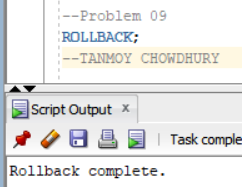 --Problem 09
ROLLBACK;
--TANMOY CHOWDHURY
Script Output x
Task comple
Rollback complete.